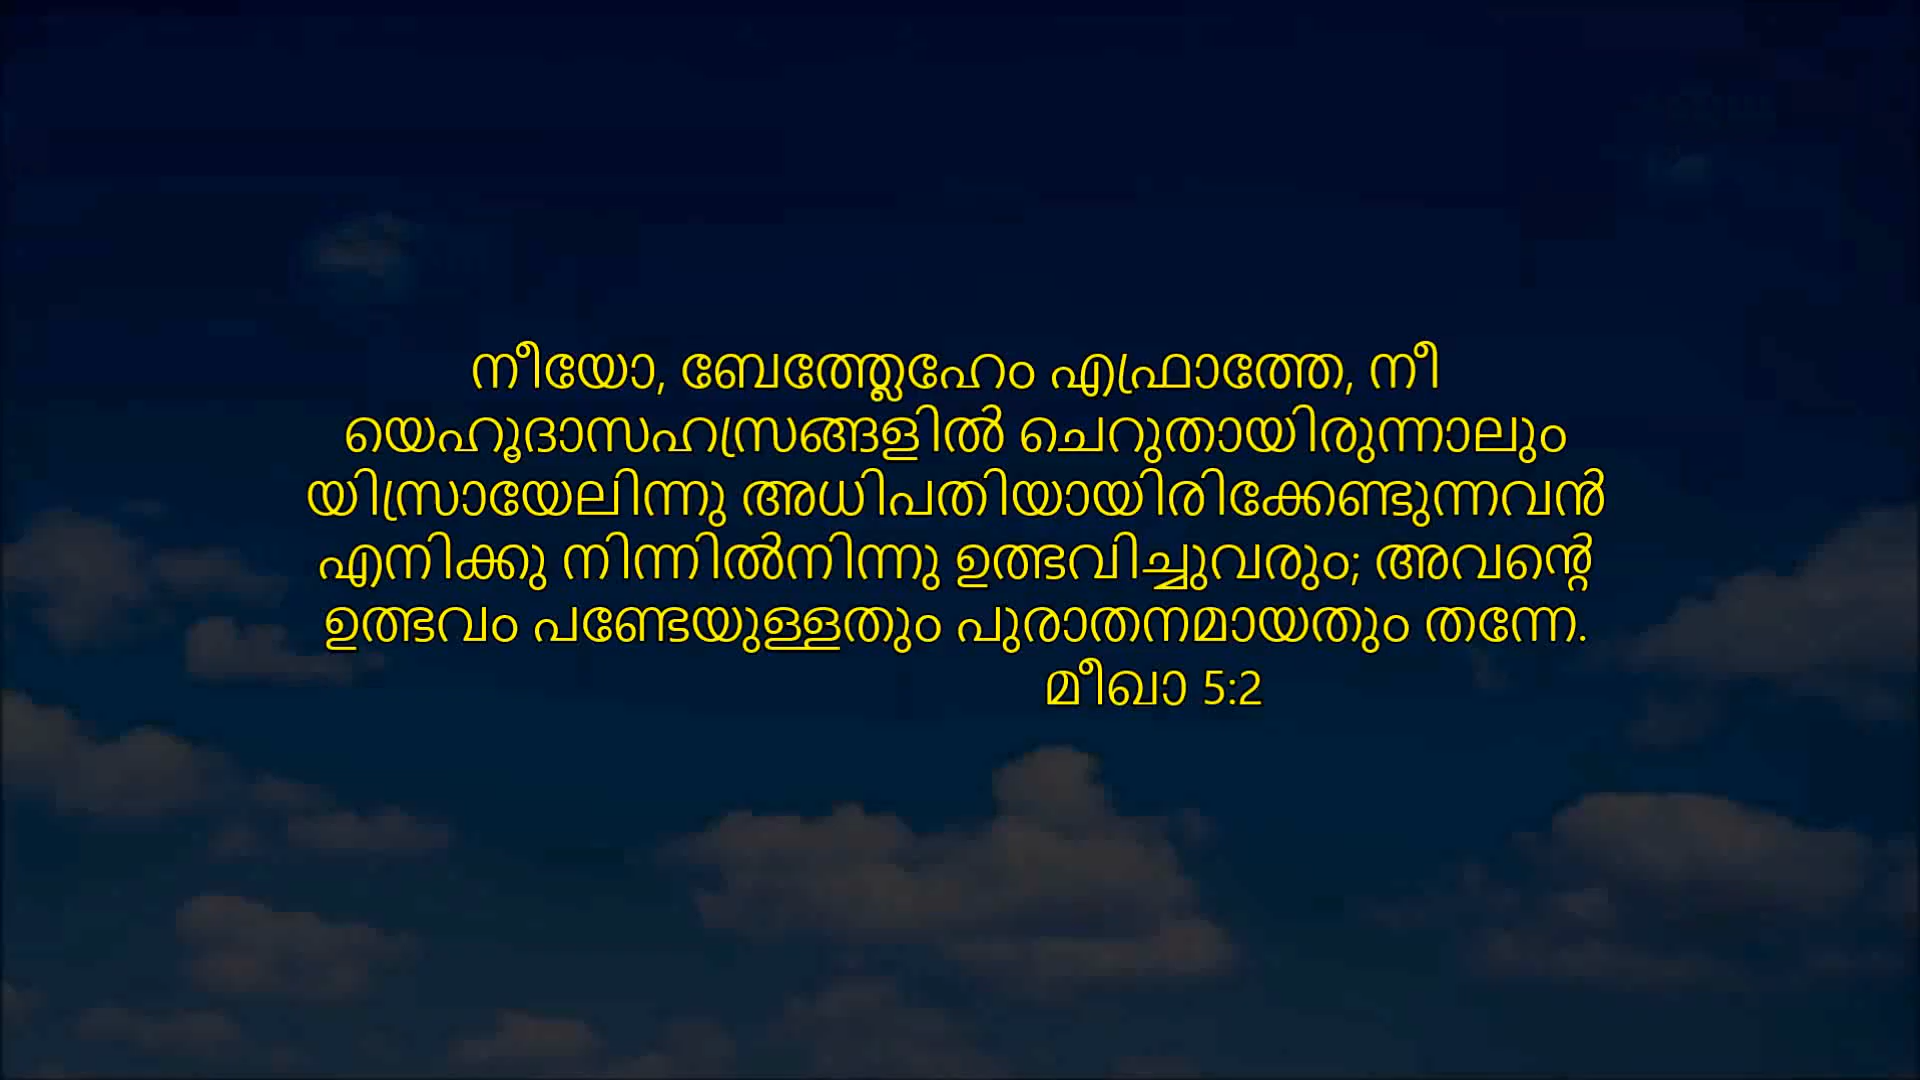 നീയോ, ബേത്ത്ലേഹേം എഫ്രാത്തേ, നീ
യെഹൂദാസഹസ്രങ്ങളിൽ ചെറുതായിരുന്നാലും
യിസ്രായേലിന്നു അധിപതിയായിരിക്കേണ്ടുന്നവൻ
എനിക്കു നിന്നിൽനിന്നു ഉത്ഭവിച്ചുവരും; അവന്റെ
ഉത്ഭവം പണ്ടേയുള്ളതും പുരാതനമായതും തന്നേ.
മീഖാ 5:2